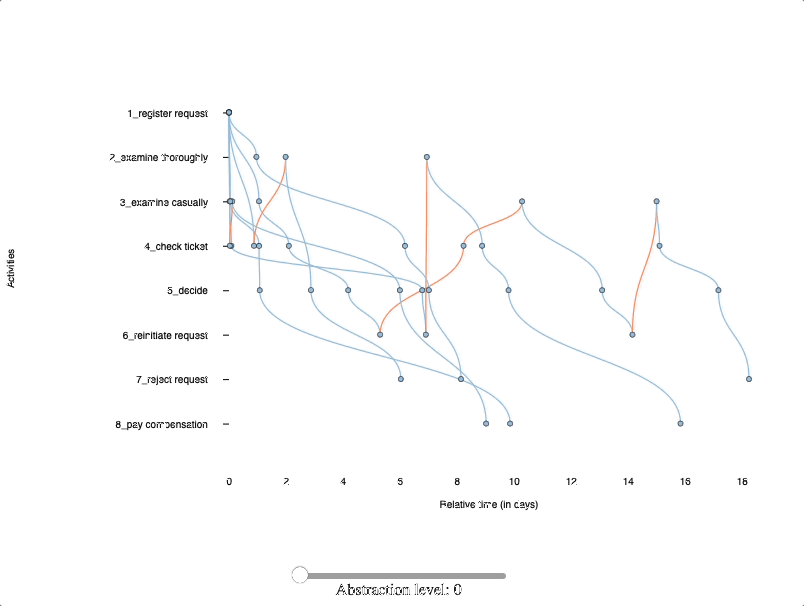 1_register request
2_examine thoroughly
3_examine casually
4_check ticket
5_decide
6_reinitiate request
7_reject request
8_pay compensation
Activities
0 2 4 6 8 10 12 14 16 18
Relative time (in days)
Abstraction level: 0